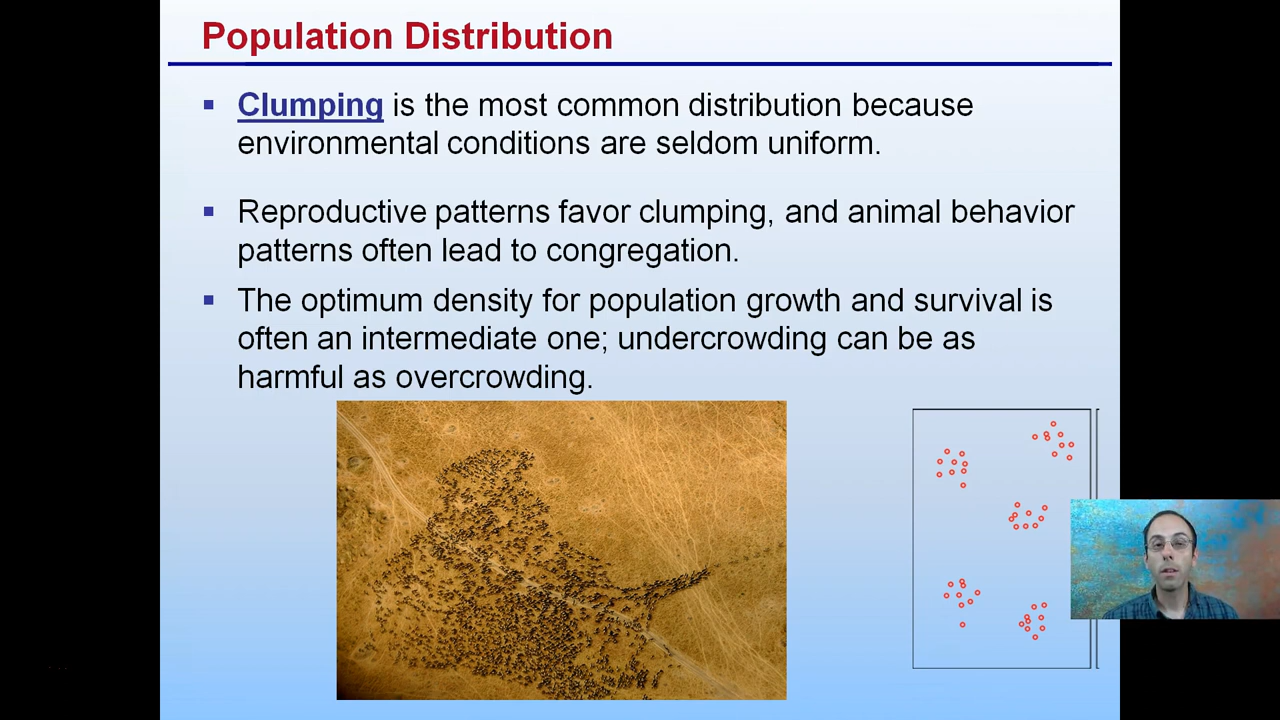 Population Distribution
▪ Clumping is the most common distribution because
environmental conditions are seldom uniform.
▪ Reproductive patterns favor clumping, and animal behavior
patterns often lead to congregation.
▪ The optimum density for population growth and survival is
often an intermediate one; undercrowding can be as
harmful as overcrowding.